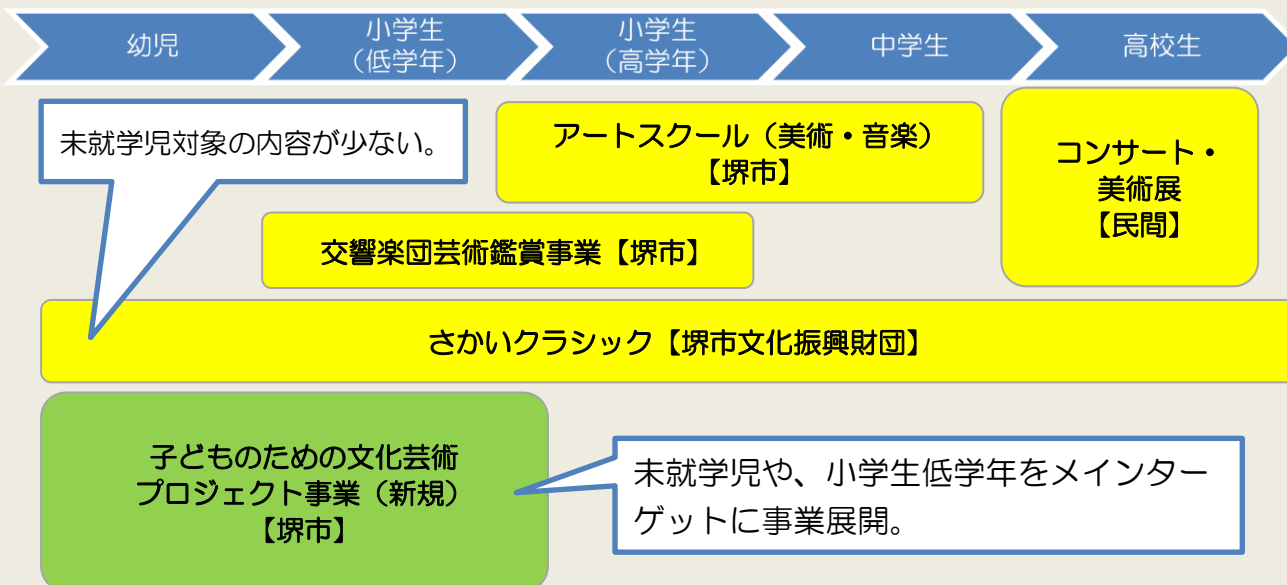 幼児
小学生
（低学年）
小学生
（高学年）
中学生
高校生
未就学児対象の内容が少ない。
アートスクール（美術・音楽）
【堺市】
コンサート・
美術展
【民間】
交響楽団芸術鑑賞事業【堺市】
さかいクラシック【堺市文化振興財団】
子どものための文化芸術
プロジェクト事業（新規）
【堺市】
未就学児や、小学生低学年をメインター
ゲットに事業展開。